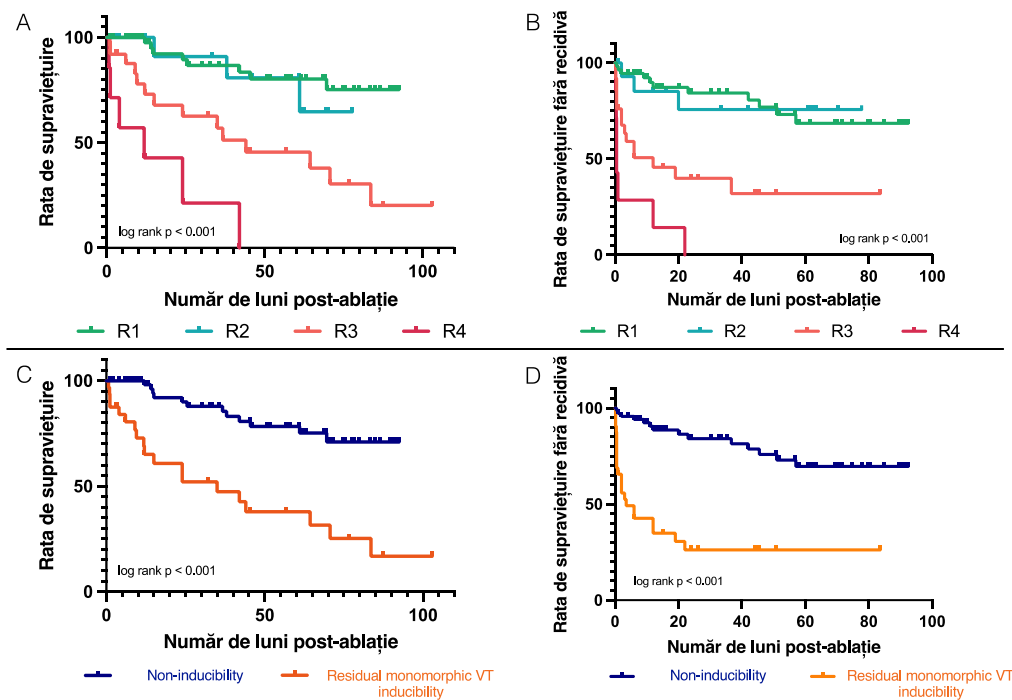 A
Rata de supraviețuire
100
50
0
log rank p < 0.001
0
50
100
Număr de luni post-ablație
R1
R2
R3
R4
B
Rata de supraviețuire fără recidivă
100
50
0
log rank p < 0.001
0
20
40
60
80
100
Număr de luni post-ablație
R1
R2
R3
R4
C
Rata de supraviețuire
100
50
0
log rank p < 0.001
0
50
100
Număr de luni post-ablație
Non-inducibility
Residual monomorphic VT
inducibility
D
Rata de supraviețuire fără recidivă
100
50
0
log rank p < 0.001
0
20
40
60
80
100
Număr de luni post-ablație
Non-inducibility
Residual monomorphic VT
inducibility